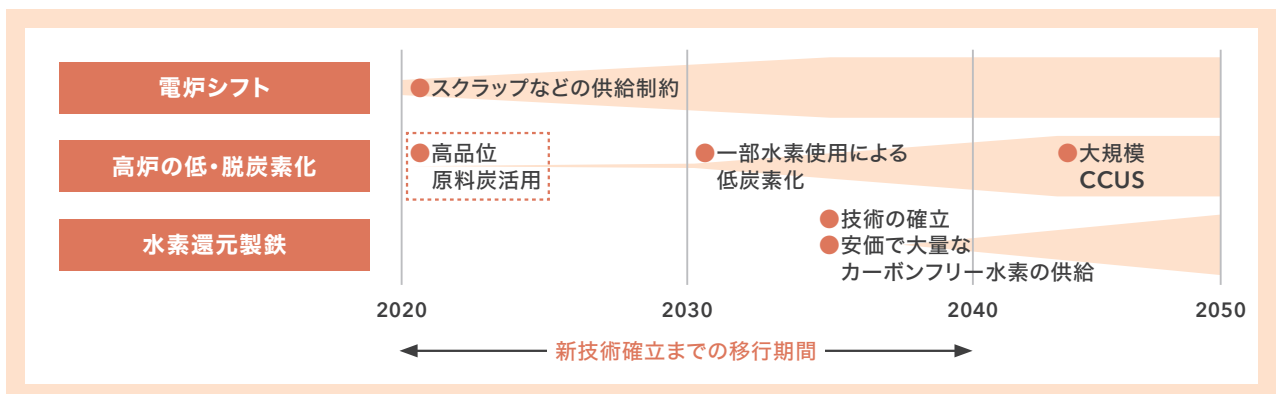 電炉シフト
●スクラップなどの供給制約
高炉の低・脱炭素化
●高品位
原料炭活用
●一部水素使用による
低炭素化
●大規模
CCUS
水素還元製鉄
●技術の確立
●安価で大量な
カーボンフリー水素の供給
2020
2030
2040
2050
新技術確立までの移行期間